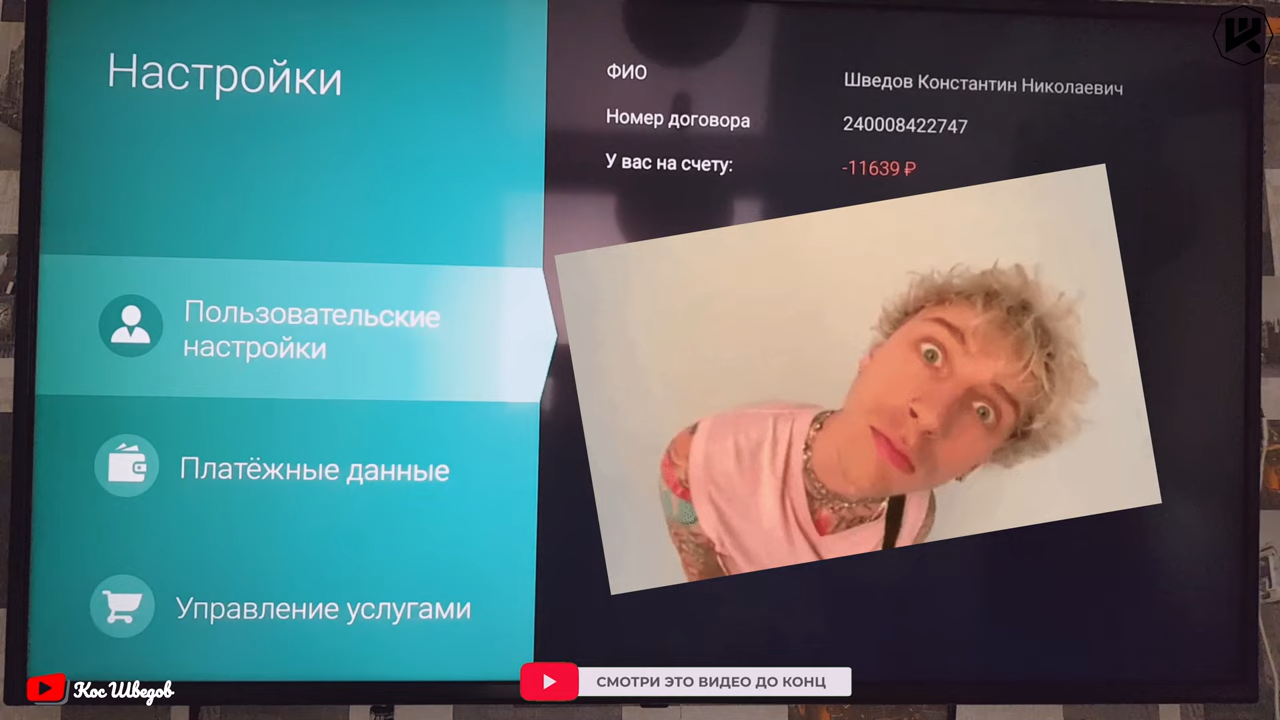 Настройки
ФИО
Шведов Константин Николаевич
Номер договора
240008422747
У вас на счету:
-11639 ₽
Пользовательские
настройки
Платёжные данные
Управление услугами
Кос Шведов
СМОТРИ ЭТО ВИДЕО ДО КОНЦ